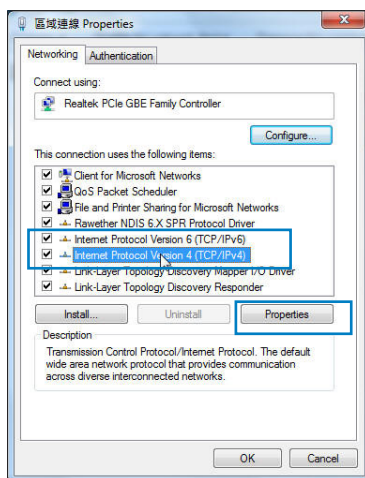 區域連線 Properties
Networking
Authentication
Connect using:
Realtek PCIe GBE Family Controller
Configure...
This connection uses the following items:
Client for Microsoft Networks
QoS Packet Scheduler
File and Printer Sharing for Microsoft Networks
Rawether NDIS 6.X SPR Protocol Driver
Internet Protocol Version 6 (TCP/IPv6)
Internet Protocol Version 4 (TCP/IPv4)
Link-Layer Topology Discovery Mapper I/O Driver
Link-Layer Topology Discovery Responder
Install...
Uninstall
Properties
Description
Transmission Control Protocol/Internet Protocol. The default
wide area network protocol that provides communication
across diverse interconnected networks.
OK
Cancel